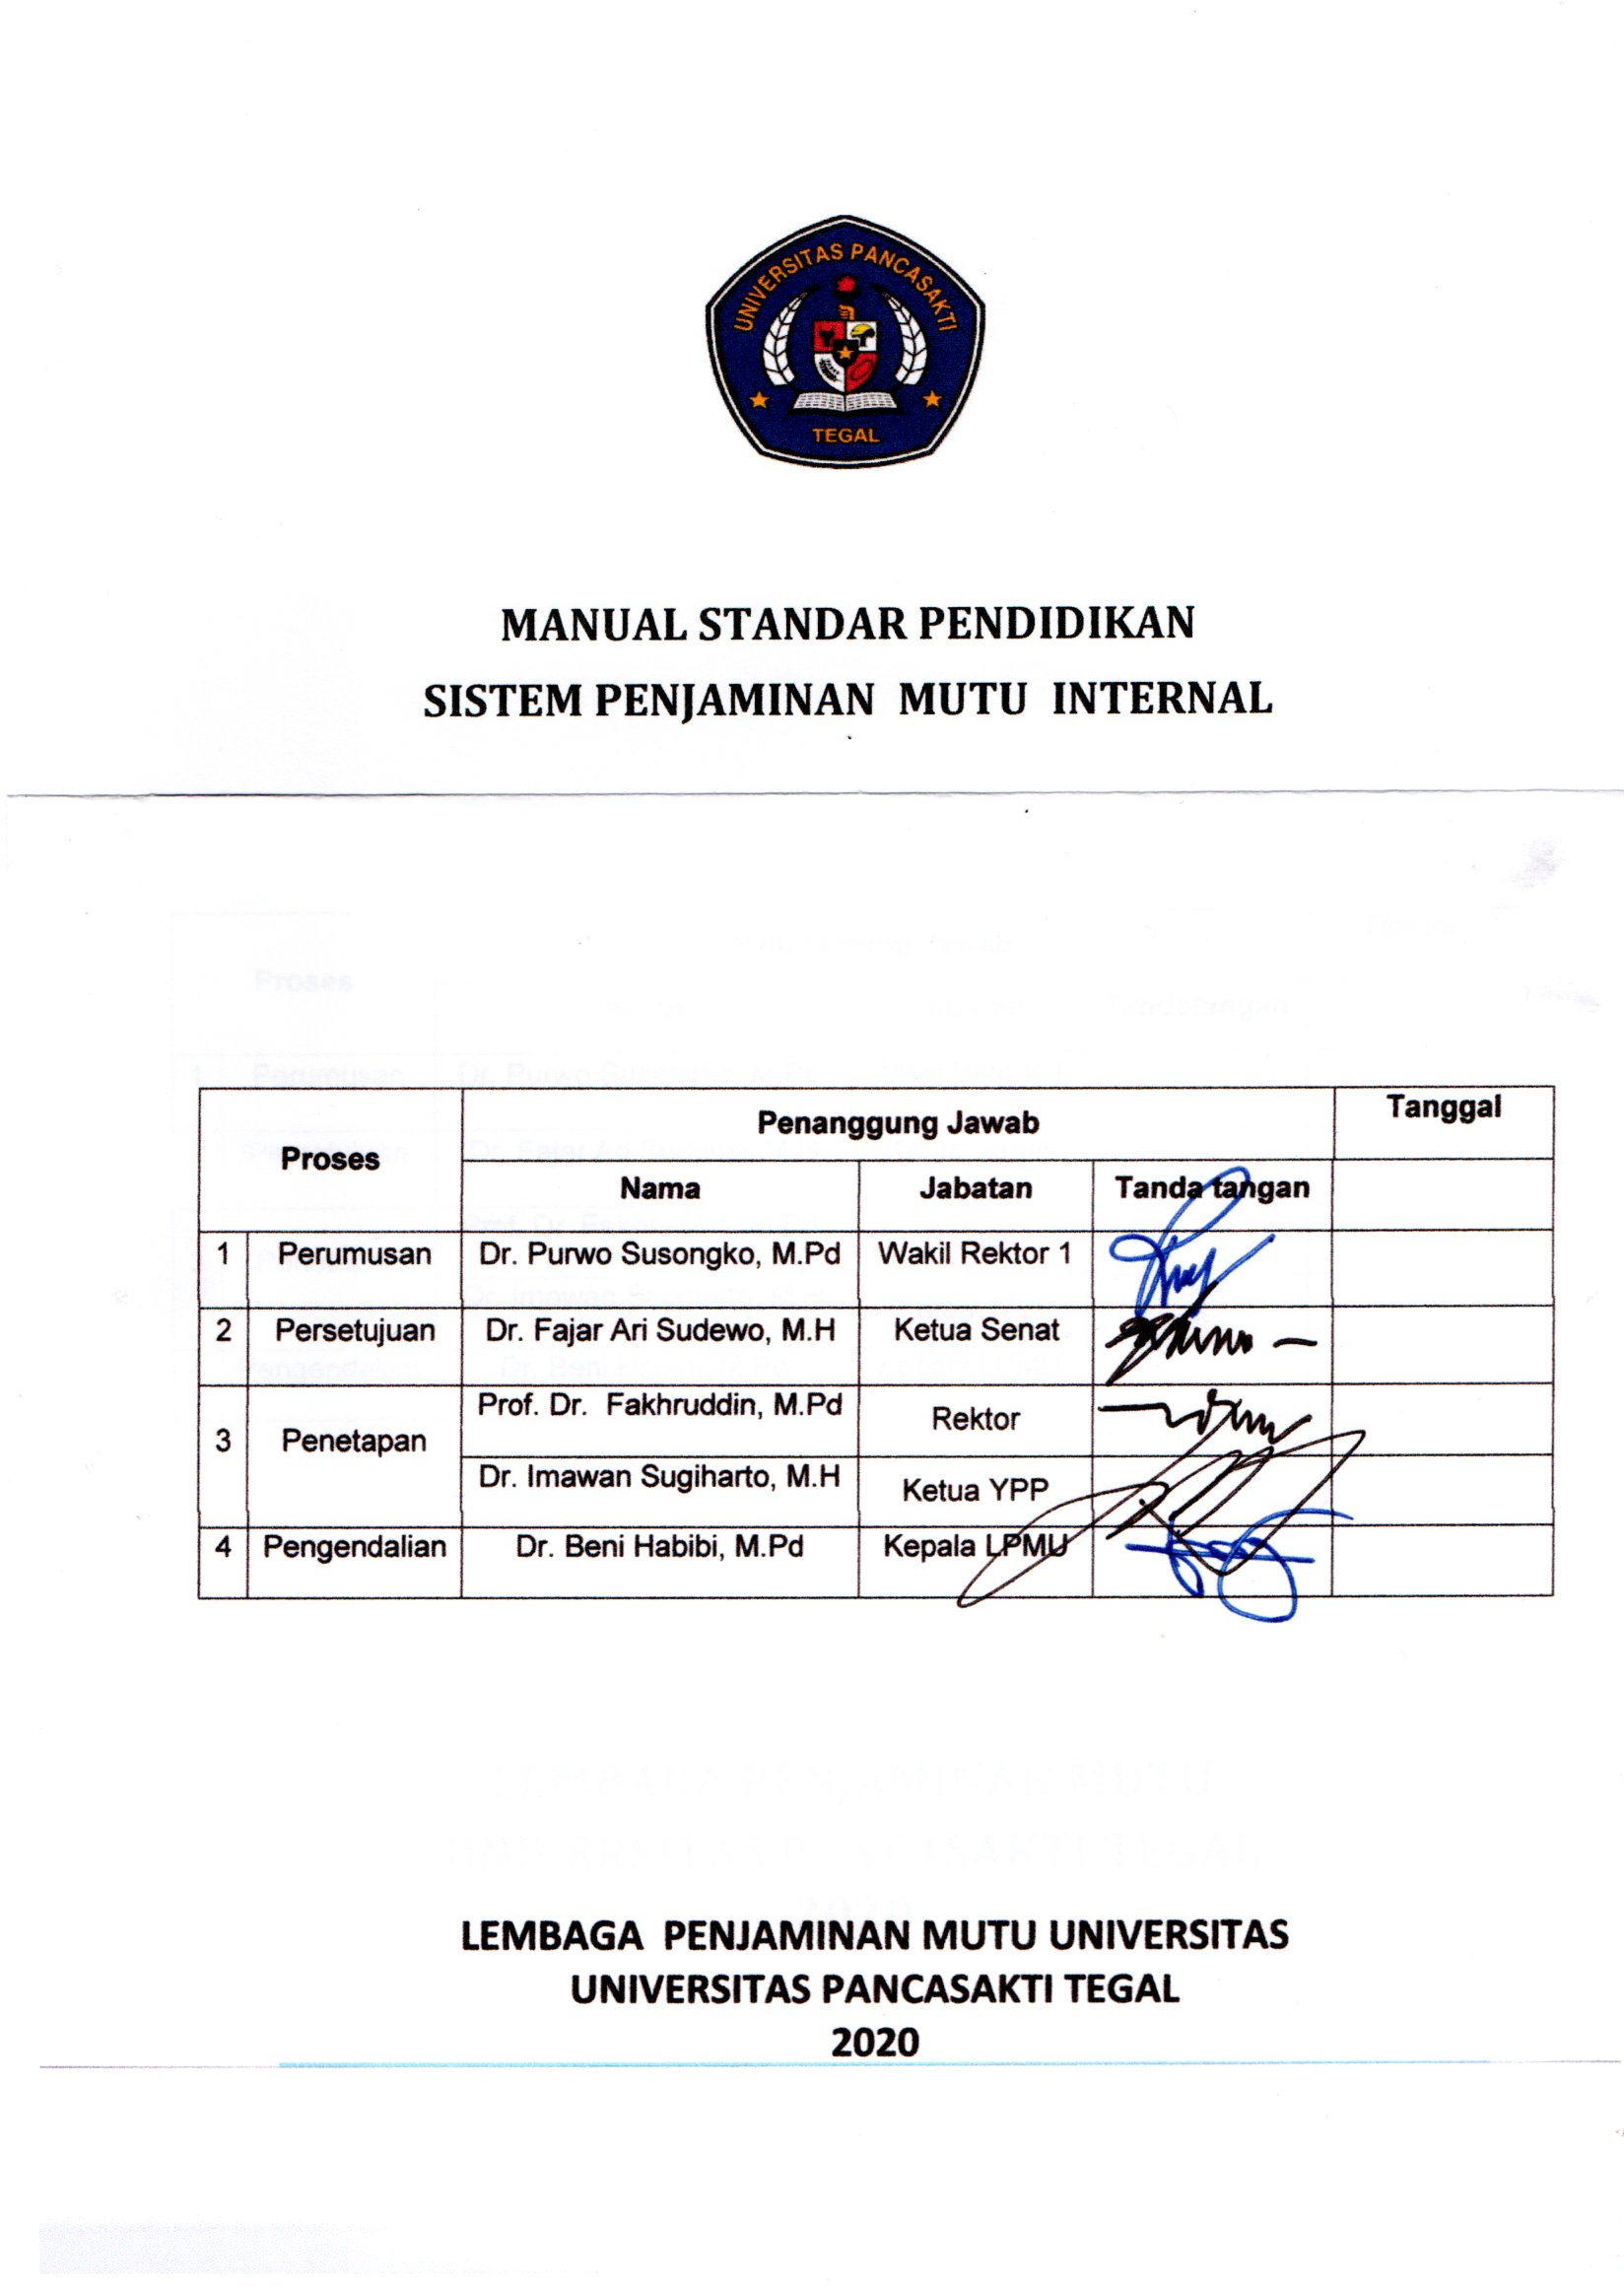 UNIVERSITAS PANCASAKTI
TEGAL
MANUAL STANDAR PENDIDIKAN
SISTEM PENJAMINAN MUTU INTERNAL
Proses Penanggung Jawab Tanggal
Nama Jabatan Tanda tangan
1 Perumusan Dr. Purwo Susongko, M.Pd Wakil Rektor 1
2 Persetujuan Dr. Fajar Ari Sudewo, M.H Ketua Senat
3 Penetapan Prof. Dr. Fakhruddin, M.Pd Rektor
Dr. Imawan Sugiharto, M.H Ketua YPP
4 Pengendalian Dr. Beni Habibi, M.Pd Kepala LPMU
LEMBAGA PENJAMINAN MUTU UNIVERSITAS
UNIVERSITAS PANCASAKTI TEGAL
2020